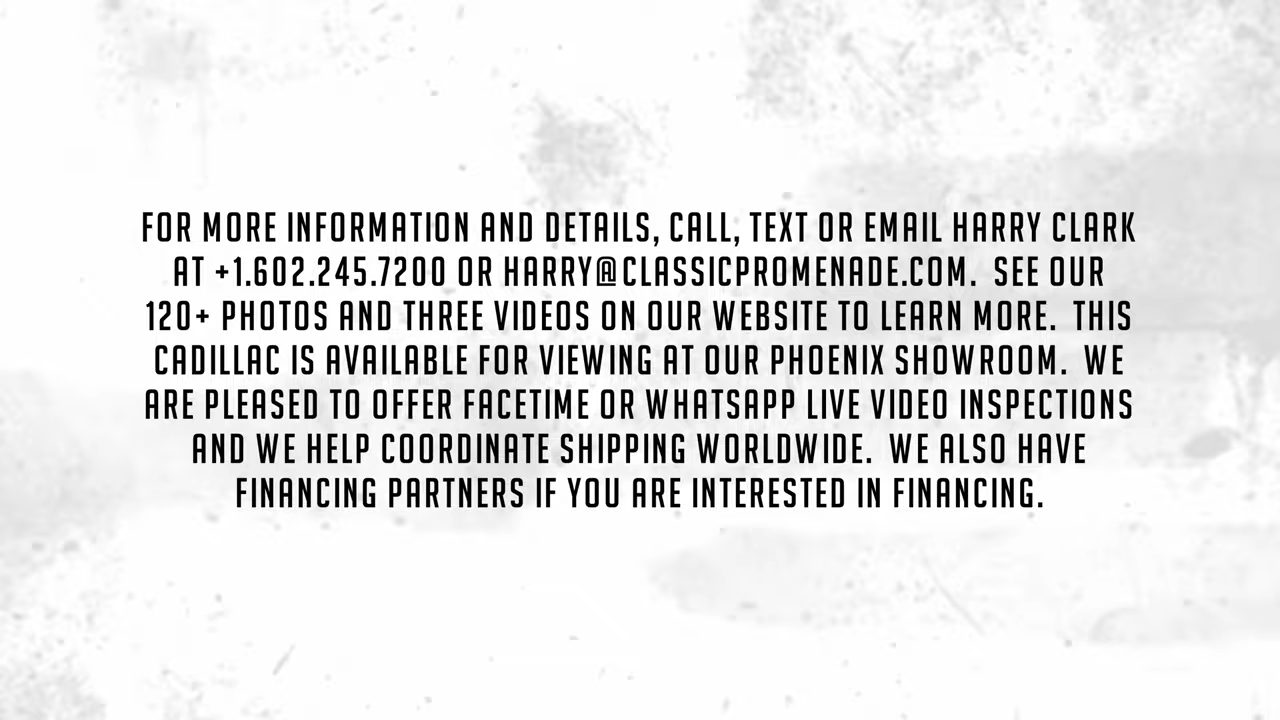 FOR MORE INFORMATION AND DETAILS, CALL, TEXT OR EMAIL HARRY CLARK
AT +1.602.245.7200 OR HARRY@CLASSICPROMENADE.COM.  SEE OUR
120+ PHOTOS AND THREE VIDEOS ON OUR WEBSITE TO LEARN MORE.  THIS
CADILLAC IS AVAILABLE FOR VIEWING AT OUR PHOENIX SHOWROOM.  WE
ARE PLEASED TO OFFER FACETIME OR WHATSAPP LIVE VIDEO INSPECTIONS
AND WE HELP COORDINATE SHIPPING WORLDWIDE.  WE ALSO HAVE
FINANCING PARTNERS IF YOU ARE INTERESTED IN FINANCING.